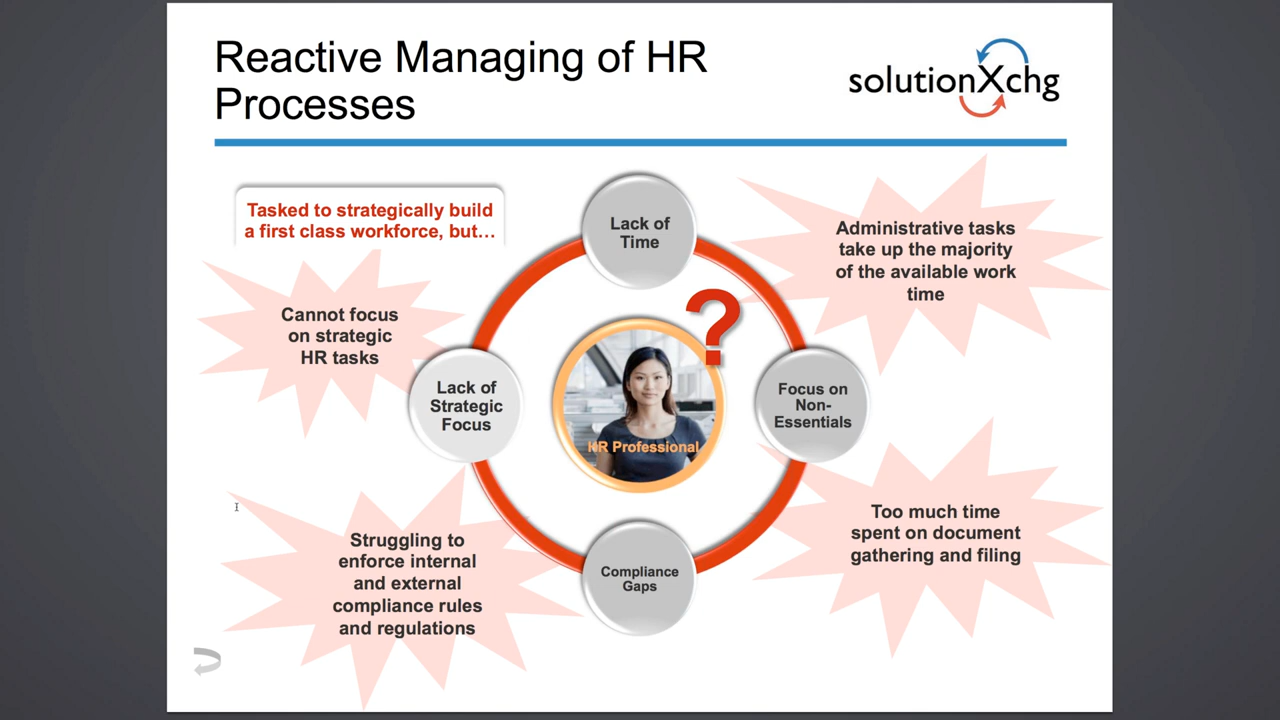 Reactive Managing of HR
Processes
solutionXchg
Tasked to strategically build
a first class workforce, but...
Lack of
Time
Administrative tasks
take up the majority
of the available work
time
?
Cannot focus
on strategic
HR tasks
Lack of
Strategic
Focus
HR Professional
Focus on
Non-
Essentials
Struggling to
enforce internal
and external
compliance rules
and regulations
Compliance
Gaps
Too much time
spent on document
gathering and filing